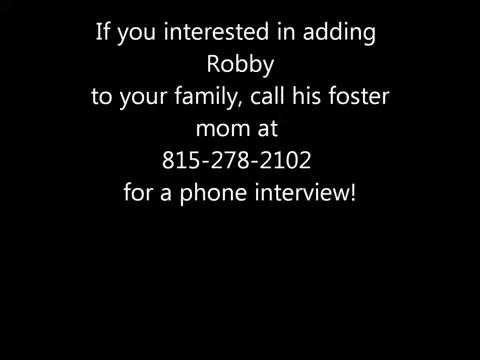 If you interested in adding
Robby
to your family, call his foster
mom at
815-278-2102
for a phone interview!